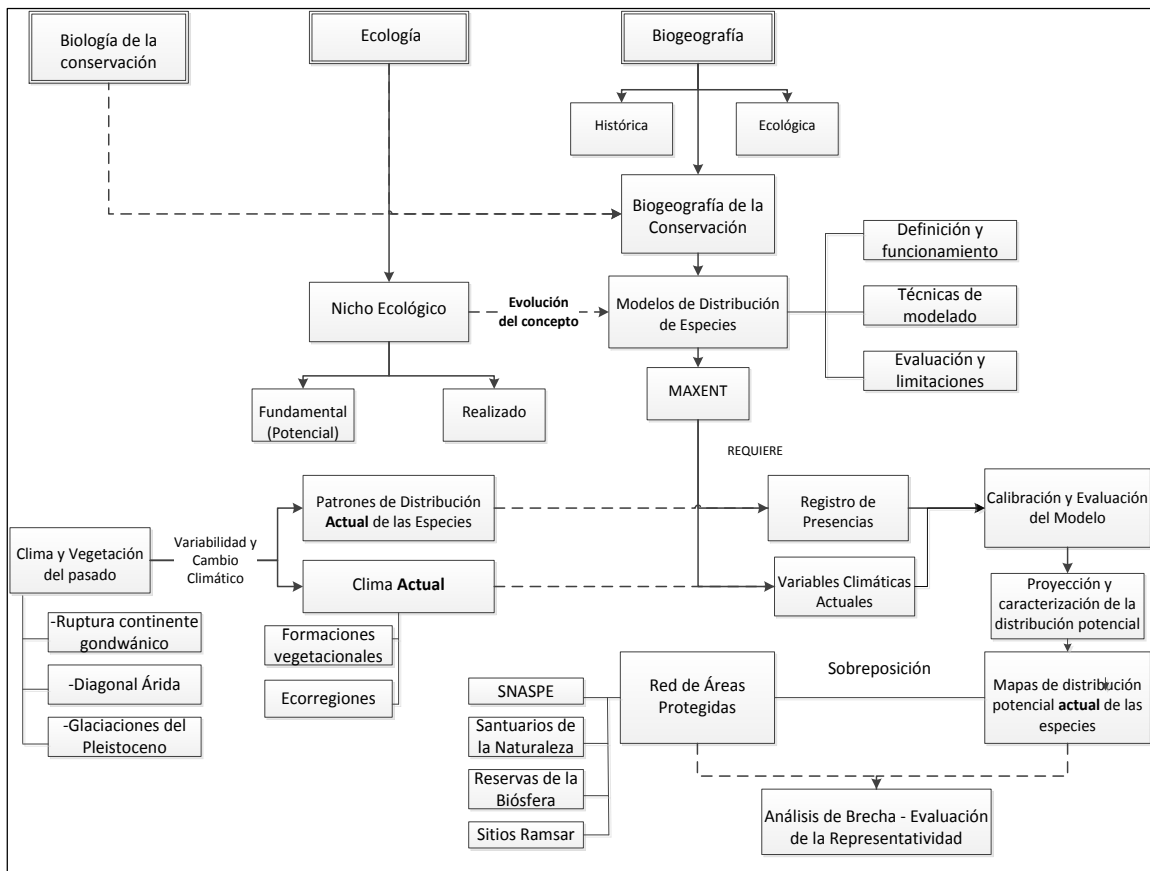 Biología de la
conservación
Ecología
Biogeografía
Histórica
Ecológica
Biogeografía de la
Conservación
Definición y
funcionamiento
Nicho Ecológico
Evolución
del concepto
Modelos de Distribución
de Especies
Técnicas de
modelado
Evaluación y
limitaciones
MAXENT
Fundamental
(Potencial)
Realizado
REQUIERE
Patrones de Distribución
Actual de las Especies
Registro de
Presencias
Calibración y Evaluación
del Modelo
Clima y Vegetación
del pasado
Variabilidad y
Cambio
Climático
Clima Actual
Variables Climáticas
Actuales
Proyección y
caracterización de la
distribución potencial
-Ruptura continente
gondwánico
-Diagonal Árida
-Glaciaciones del
Pleistoceno
Formaciones
vegetacionales
Ecorregiones
SNASPE
Santuarios de
la Naturaleza
Reservas de la
Biósfera
Sitios Ramsar
Red de Áreas
Protegidas
Sobreposición
Mapas de distribución
potencial actual de las
especies
Análisis de Brecha - Evaluación
de la Representatividad